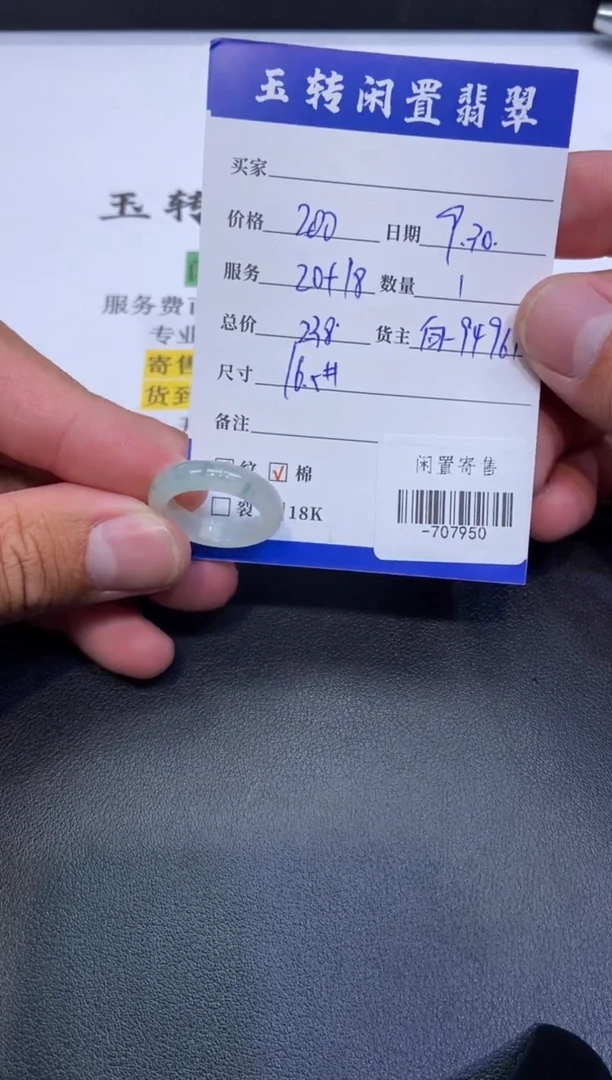 玉转闲置翡翠
买家
价格 200 日期 9.30.
服务 20+18 数量 1
总价 238 货主
尺寸 16.5#
备注
纹 棉
裂 18K
闲置寄售
-707950
玉转
服务费
专业
寄售
货到